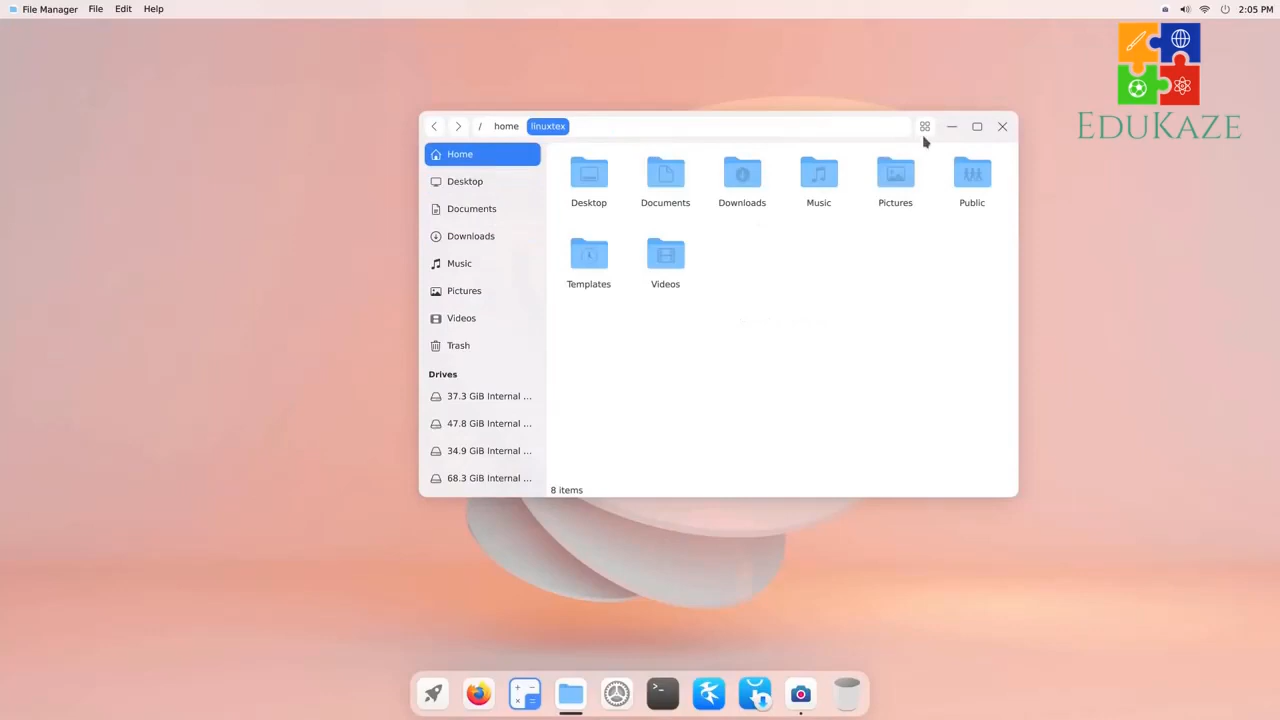 File Manager File Edit Help 2:05 PM
EDUKAZE
/ home linuxtex
Home
Desktop
Documents
Downloads
Music
Pictures
Videos
Trash
Drives
37.3 GiB Internal ...
47.8 GiB Internal ...
34.9 GiB Internal ...
68.3 GiB Internal ...
Desktop Documents Downloads Music Pictures Public
Templates Videos
8 items